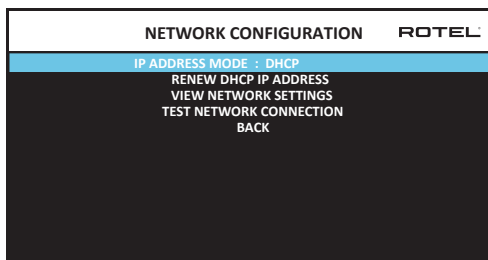 NETWORK CONFIGURATION ROTEL
IP ADDRESS MODE : DHCP
RENEW DHCP IP ADDRESS
VIEW NETWORK SETTINGS
TEST NETWORK CONNECTION
BACK